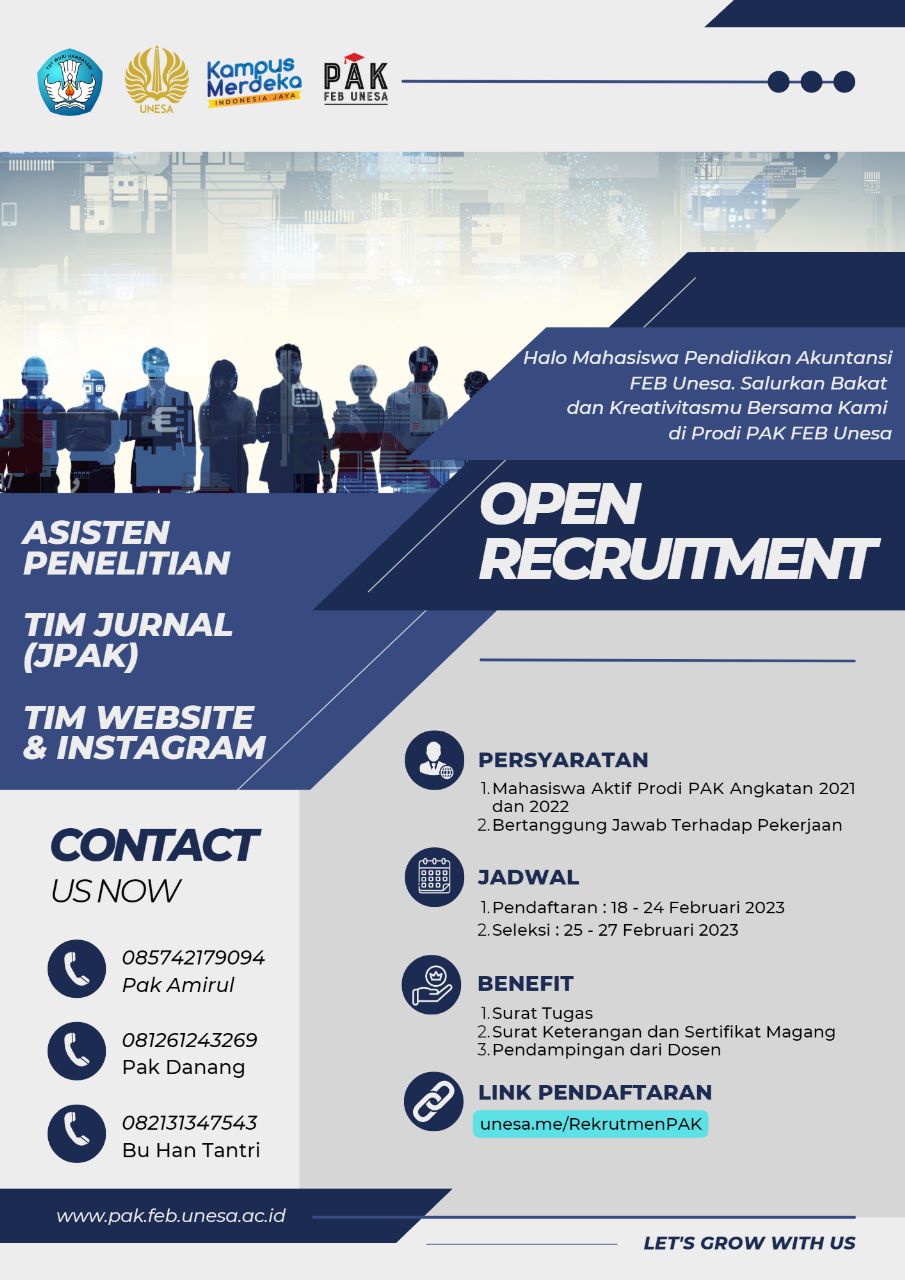 TUT WURI HANDAYANI
UNESA
Kampus
Merdeka
INDONESIA JAYA
PAK
FEB UNESA
Halo Mahasiswa Pendidikan Akuntansi
FEB Unesa. Salurkan Bakat
dan Kreativitasmu Bersama Kami
di Prodi PAK FEB Unesa
OPEN
RECRUITMENT
ASISTEN
PENELITIAN
TIM JURNAL
(JPAK)
TIM WEBSITE
& INSTAGRAM
PERSYARATAN
1. Mahasiswa Aktif Prodi PAK Angkatan 2021
dan 2022
2. Bertanggung Jawab Terhadap Pekerjaan
JADWAL
1. Pendaftaran : 18 - 24 Februari 2023
2. Seleksi : 25 - 27 Februari 2023
BENEFIT
1. Surat Tugas
2. Surat Keterangan dan Sertifikat Magang
3. Pendampingan dari Dosen
LINK PENDAFTARAN
unesa.me/RekrutmenPAK
CONTACT
US NOW
085742179094
Pak Amirul
081261243269
Pak Danang
082131347543
Bu Han Tantri
www.pak.feb.unesa.ac.id
LET'S GROW WITH US